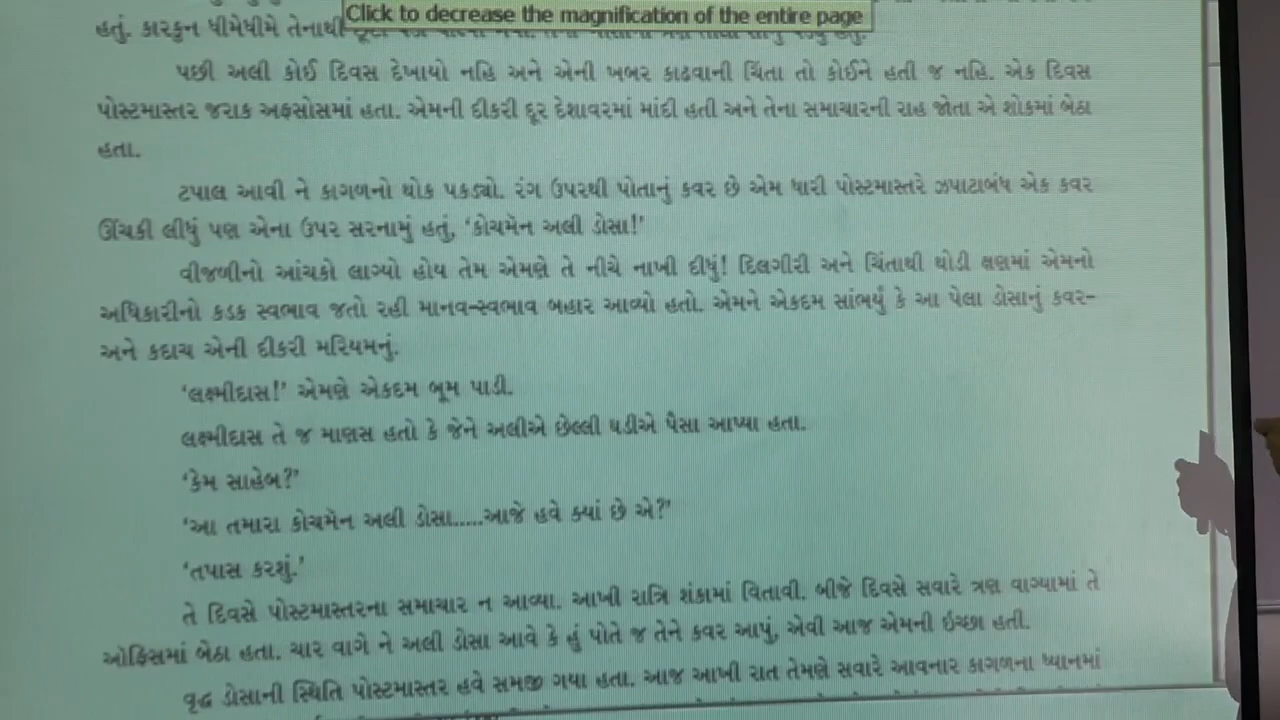 Click to decrease the magnification of the entire page
હતું. કારકુન ધીમેધીમે તેનાથી
પછી અલી કોઈ દિવસ દેખાયો નહિ અને એની ખબર કાઢવાની ચિંતા તો કોઈને હતી જ નહિ. એક દિવસ
પોસ્ટમાસ્તર જરાક અફસોસમાં હતા. એમની દીકરી દૂર દેશાવરમાં માંદી હતી અને તેના સમાચારની રાહ જોતા એ શોકમાં બેઠા
હતા.
ટપાલ આવી ને કાગળનો થોક પકડ્યો. રંગ ઉપરથી પોતાનું કવર છે એમ ધારી પોસ્ટમાસ્તરે ઝપાટાબંધ એક કવર
ઊંચકી લીધું પણ એના ઉપર સરનામું હતું, ‘કોચમૅન અલી ડોસા!’
વીજળીનો આંચકો લાગ્યો હોય તેમ એમણે તે નીચે નાખી દીધું! દિલગીરી અને ચિંતાથી થોડી ક્ષણમાં એમનો
અધિકારીનો કડક સ્વભાવ જતો રહી માનવ-સ્વભાવ બહાર આવ્યો હતો. એમને એકદમ સાંભર્યું કે આ પેલા ડોસાનું કવર-
અને કદાચ એની દીકરી મરિયમનું.
‘લક્ષ્મીદાસ!’ એમણે એકદમ બૂમ પાડી.
લક્ષ્મીદાસ તે જ માણસ હતો કે જેને અલીએ છેલ્લી ઘડીએ પૈસા આપ્યા હતા.
‘કેમ સાહેબ?’
‘આ તમારા કોચમૅન અલી ડોસા.....આજે હવે ક્યાં છે એ?’
‘તપાસ કરશું.’
તે દિવસે પોસ્ટમાસ્તરના સમાચાર ન આવ્યા. આખી રાત્રિ શંકામાં વિતાવી. બીજે દિવસે સવારે ત્રણ વાગ્યામાં તે
ઑફિસમાં બેઠા હતા. ચાર વાગે ને અલી ડોસા આવે કે હું પોતે જ તેને કવર આપું, એવી આજ એમની ઇચ્છા હતી.
વૃદ્ધ ડોસાની સ્થિતિ પોસ્ટમાસ્તર હવે સમજી ગયા હતા. આજ આખી રાત તેમણે સવારે આવનાર કાગળના ધ્યાનમાં